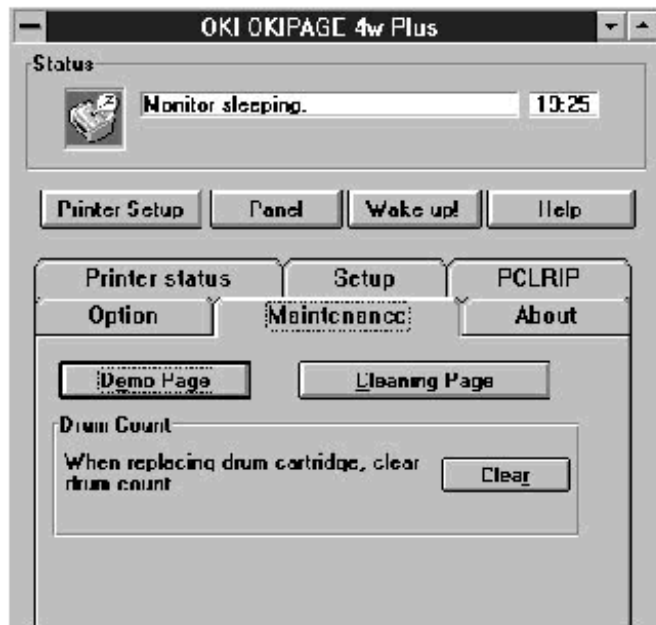 OKI OKIPAGE 4w Plus
Status
Monitor sleeping.
10:25
Printer Setup Panel Wake up! Help
Printer status Setup PCLRIP
Option Maintenance About
Demo Page Cleaning Page
Drum Count
When replacing drum cartridge, clear
drum count
Clear